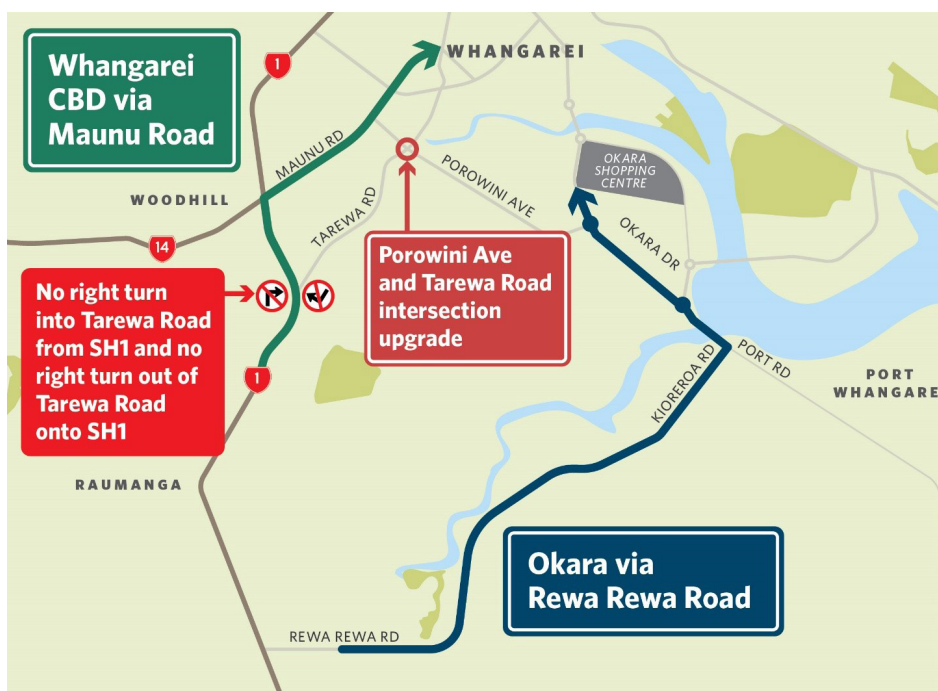 Whangarei
CBD via
Maunu Road
1
WHANGAREI
MAUNU RD
WOODHILL
14
TAREWA RD
POROWINI AVE
OKARA
SHOPPING
CENTRE
OKARA DR
No right turn
into Tarewa Road
from SH1 and no
right turn out of
Tarewa Road
onto SH1
Porowini Ave
and Tarewa Road
intersection
upgrade
1
KIOREROA RD
PORT RD
PORT
WHANGARE
RAUMANGA
Okara via
Rewa Rewa Road
REWA REWA RD